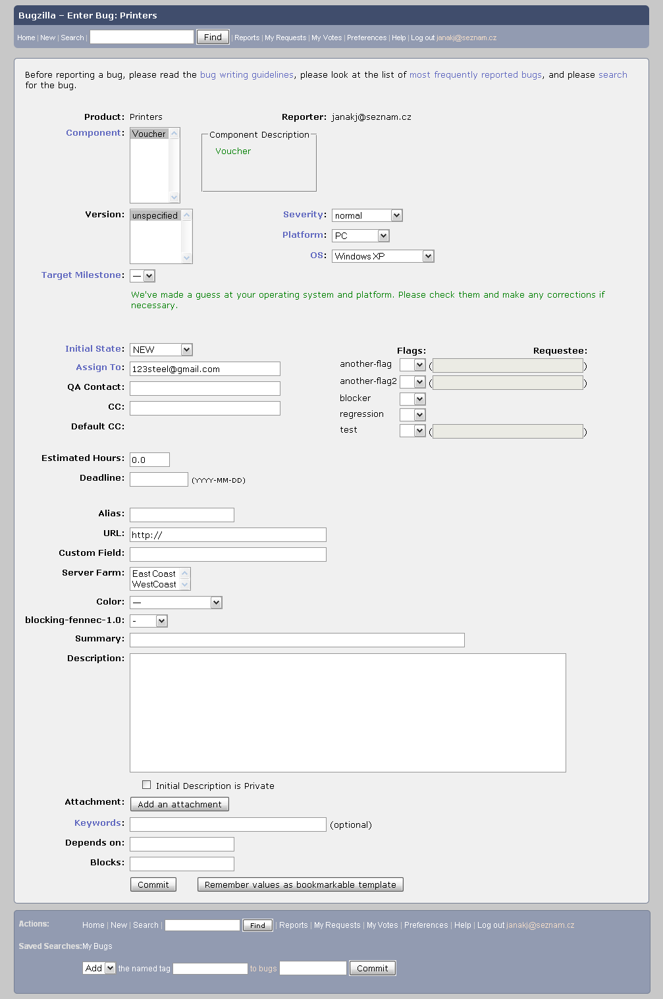 Bugzilla – Enter Bug: Printers
Home | New | Search | Find | Reports | My Requests | My Votes | Preferences | Help | Log out janakj@seznam.cz
Before reporting a bug, please read the bug writing guidelines, please look at the list of most frequently reported bugs, and please search
for the bug.
Product: Printers Reporter: janakj@seznam.cz
Component: Voucher Component Description
Voucher
Version: unspecified Severity: normal
Platform: PC
OS: Windows XP
Target Milestone: —
We've made a guess at your operating system and platform. Please check them and make any corrections if
necessary.
Initial State: NEW Flags: Requestee:
Assign To: 123steel@gmail.com another-flag ( )
QA Contact: another-flag2 ( )
CC: blocker
regression
Default CC: test ( )
Estimated Hours: 0.0
Deadline: (YYYY-MM-DD)
Alias:
URL: http://
Custom Field:
Server Farm: East Coast
WestCoast
Color: —
blocking-fennec-1.0: -
Summary:
Description:
Initial Description is Private
Attachment: Add an attachment
Keywords: (optional)
Depends on:
Blocks:
Commit Remember values as bookmarkable template
Actions: Home | New | Search | Find | Reports | My Requests | My Votes | Preferences | Help | Log out janakj@seznam.cz
Saved Searches: My Bugs
Add the named tag to bugs Commit